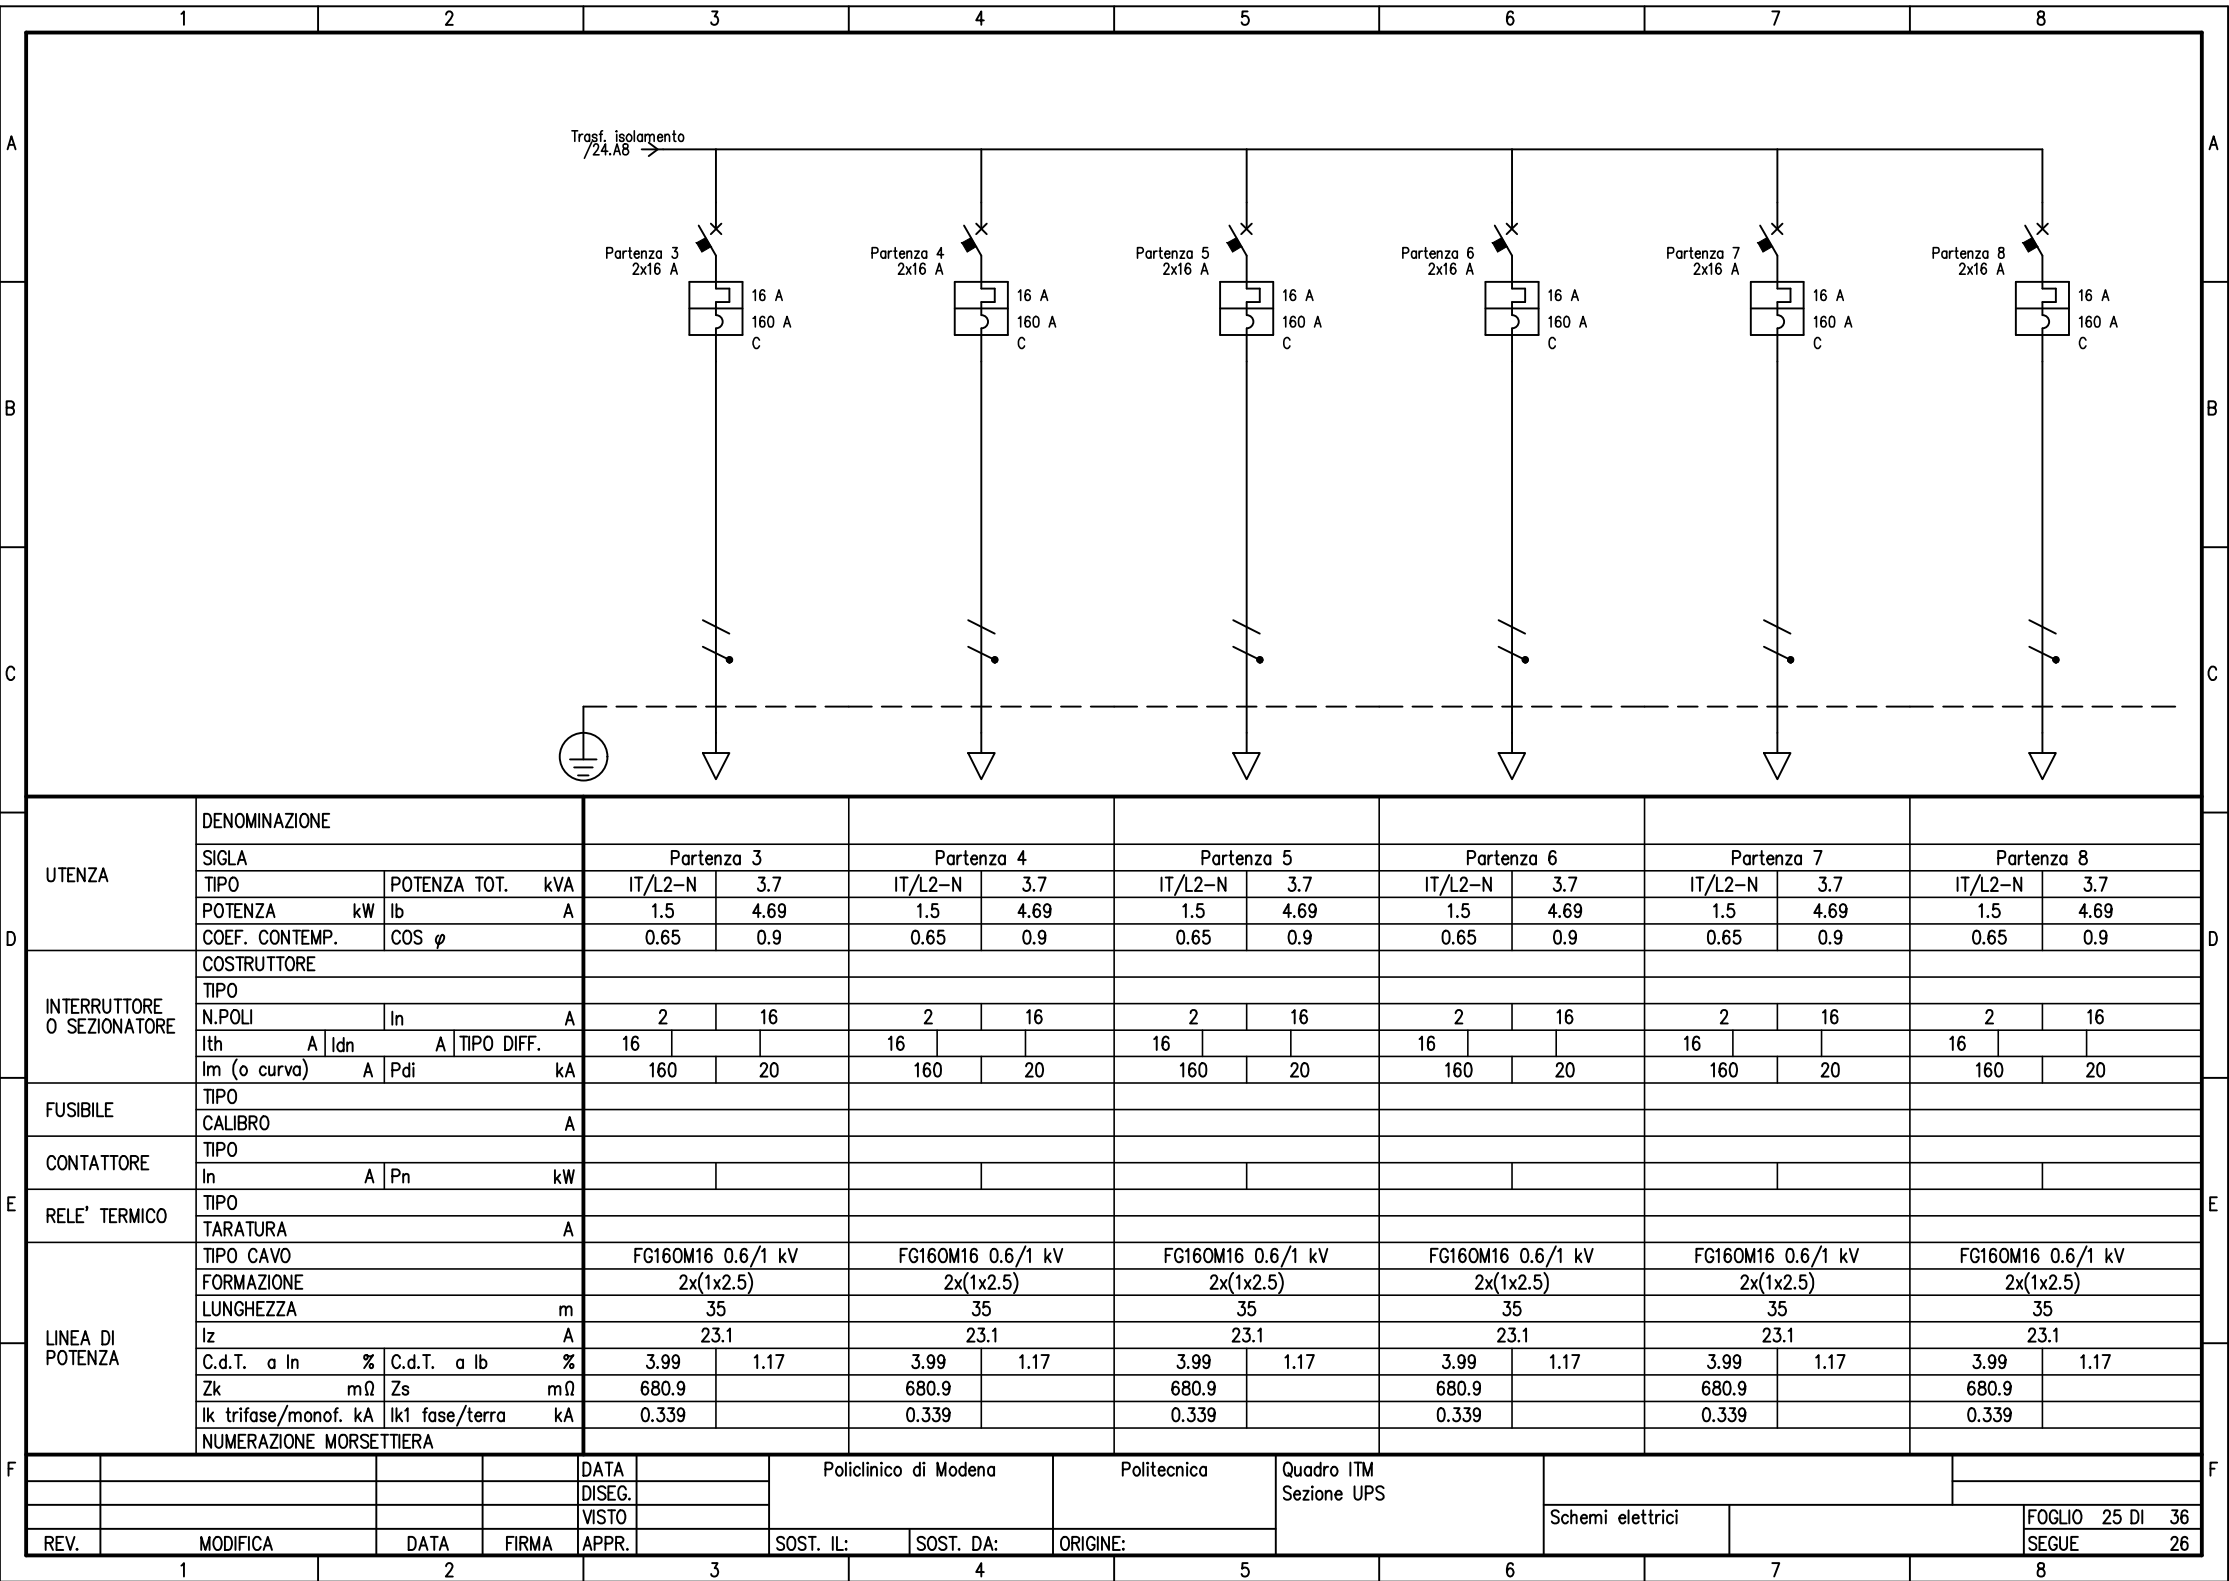 1 2 3 4 5 6 7 8
Trasf. isolamento
/24.A8
A A
Partenza 3 Partenza 4 Partenza 5 Partenza 6 Partenza 7 Partenza 8
2x16 A 2x16 A 2x16 A 2x16 A 2x16 A 2x16 A
16 A 16 A 16 A 16 A 16 A 16 A
160 A 160 A 160 A 160 A 160 A 160 A
C C C C C C
B B
C C
UTENZA
DENOMINAZIONE
SIGLA Partenza 3 Partenza 4 Partenza 5 Partenza 6 Partenza 7 Partenza 8
TIPO POTENZA TOT. kVA IT/L2-N 3.7 IT/L2-N 3.7 IT/L2-N 3.7 IT/L2-N 3.7 IT/L2-N 3.7 IT/L2-N 3.7
POTENZA kW Ib A 1.5 4.69 1.5 4.69 1.5 4.69 1.5 4.69 1.5 4.69 1.5 4.69
D COEF. CONTEMP. COS φ 0.65 0.9 0.65 0.9 0.65 0.9 0.65 0.9 0.65 0.9 0.65 0.9 D
INTERRUTTORE
O SEZIONATORE
COSTRUTTORE
TIPO
N.POLI In A 2 16 2 16 2 16 2 16 2 16 2 16
Ith A Idn A TIPO DIFF. 16 16 16 16 16 16
Im (o curva) A Pdi kA 160 20 160 20 160 20 160 20 160 20 160 20
FUSIBILE
TIPO
CALIBRO A
CONTATTORE
TIPO
In A Pn kW
E RELE' TERMICO E
TIPO
TARATURA A
LINEA DI
POTENZA
TIPO CAVO FG16OM16 0.6/1 kV FG16OM16 0.6/1 kV FG16OM16 0.6/1 kV FG16OM16 0.6/1 kV FG16OM16 0.6/1 kV FG16OM16 0.6/1 kV
FORMAZIONE 2x(1x2.5) 2x(1x2.5) 2x(1x2.5) 2x(1x2.5) 2x(1x2.5) 2x(1x2.5)
LUNGHEZZA m 35 35 35 35 35 35
Iz A 23.1 23.1 23.1 23.1 23.1 23.1
C.d.T. a In % C.d.T. a Ib % 3.99 1.17 3.99 1.17 3.99 1.17 3.99 1.17 3.99 1.17 3.99 1.17
Zk mΩ Zs mΩ 680.9 680.9 680.9 680.9 680.9 680.9
Ik trifase/monof. kA Ik1 fase/terra kA 0.339 0.339 0.339 0.339 0.339 0.339
NUMERAZIONE MORSETTIERA
F DATA Policlinico di Modena Politecnica Quadro ITM F
DISEG. Sezione UPS
VISTO Schemi elettrici FOGLIO 25 DI 36
REV. MODIFICA DATA FIRMA APPR. SOST. IL: SOST. DA: ORIGINE: SEGUE 26
1 2 3 4 5 6 7 8